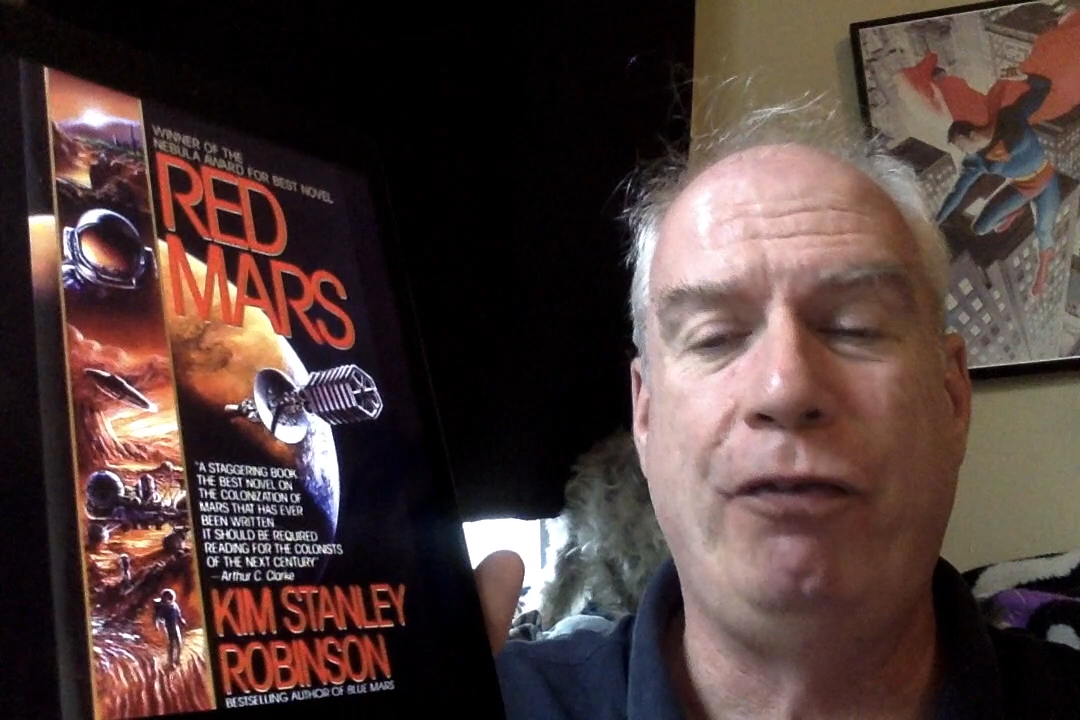 WINNER OF THE
NEBULA AWARD FOR BEST NOVEL
RED
MARS
"A STAGGERING BOOK.
THE BEST NOVEL ON
THE COLONIZATION OF
MARS THAT HAS EVER
BEEN WRITTEN.
IT SHOULD BE REQUIRED
READING FOR THE COLONISTS
OF THE NEXT CENTURY"
—Arthur C. Clarke
KIM STANLEY
ROBINSON
BESTSELLING AUTHOR OF BLUE MARS